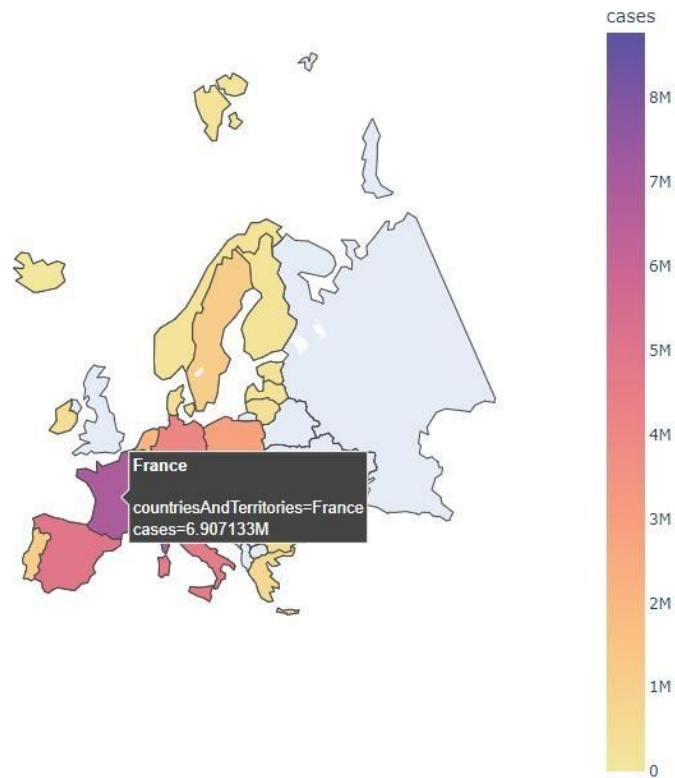 cases
8M
7M
6M
5M
4M
3M
2M
1M
0
France
countriesAndTerritories=France
cases=6.907133M